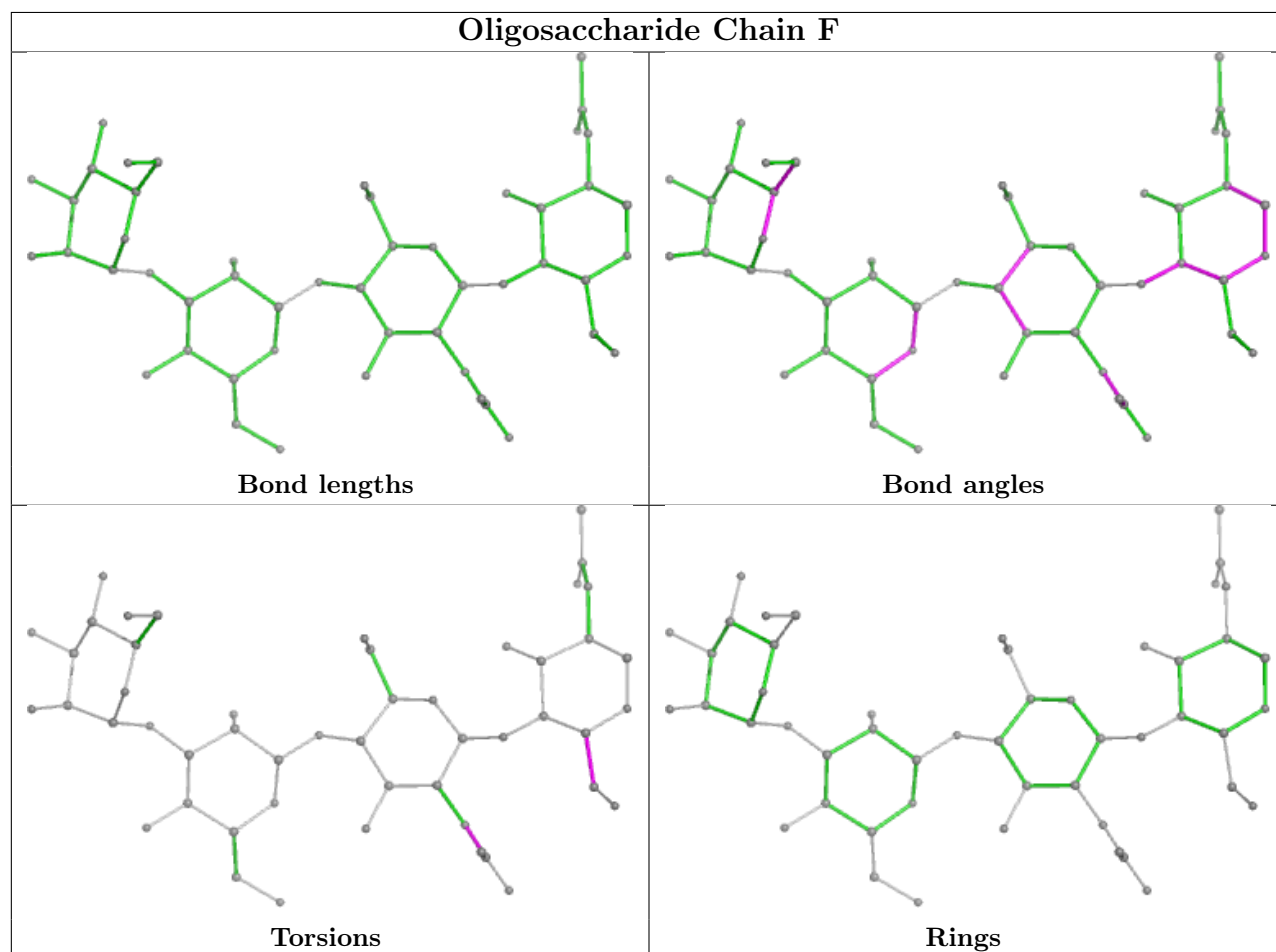 Oligosaccharide Chain F
Bond lengths
Bond angles
Torsions
Rings